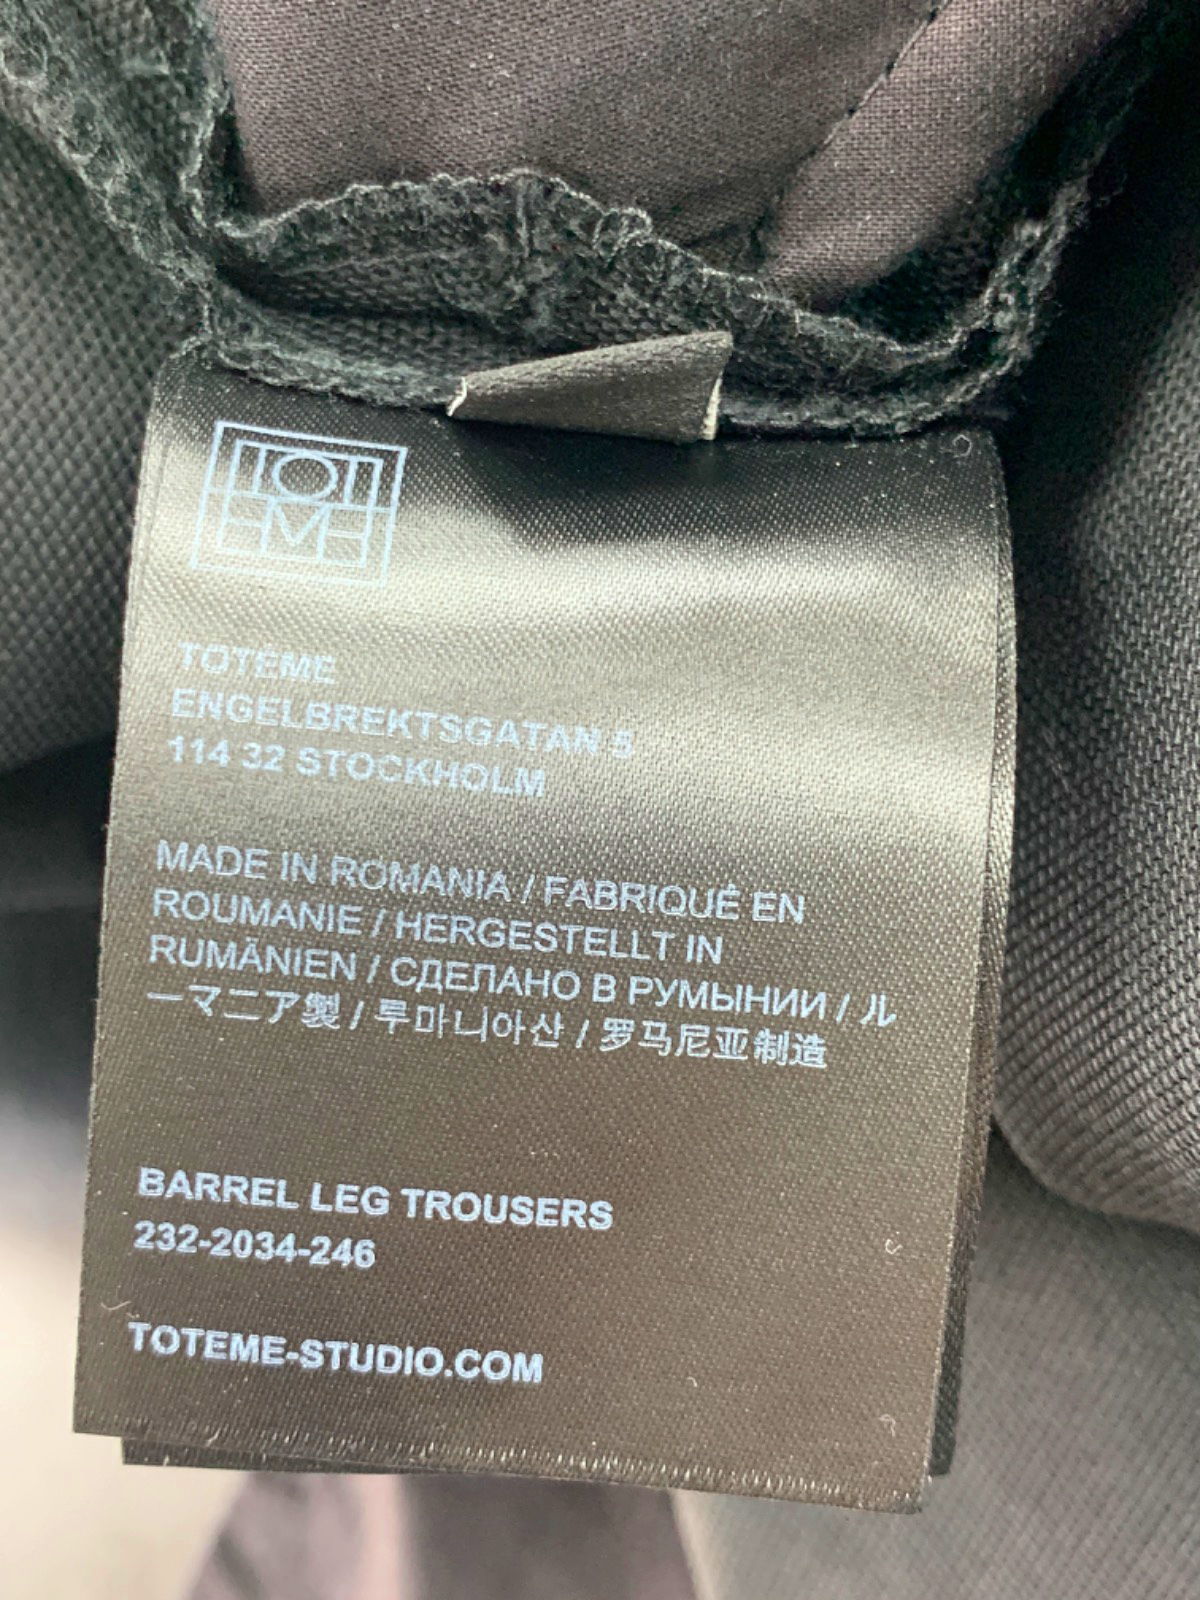 TOTEME
TOTEME
ENGELBREKTSGATAN 5
114 32 STOCKHOLM
MADE IN ROMANIA / FABRIQUÉ EN
ROUMANIE / HERGESTELLT IN
RUMÄNIEN / СДЕЛАНО В РУМЫНИИ / ル
ーマニア製 / 루마니아산 / 罗马尼亚制造
BARREL LEG TROUSERS
232-2034-246
TOTEME-STUDIO.COM